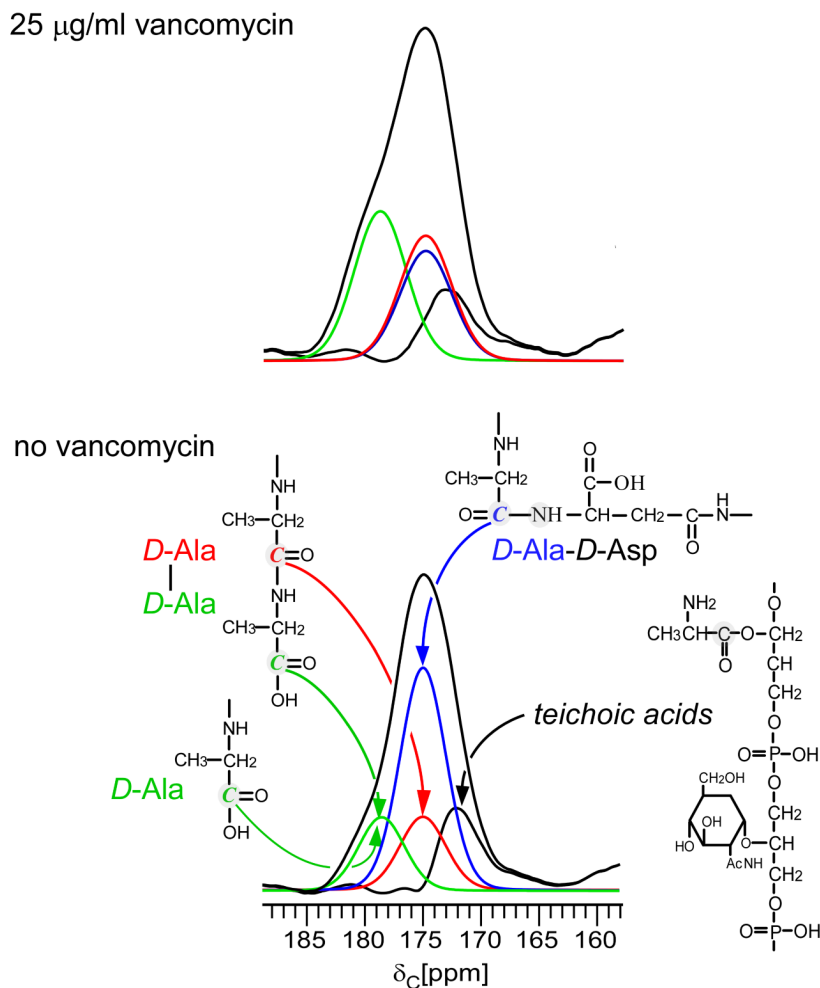 25 μg/ml vancomycin
no vancomycin
NH
CH3
CH2
C=O
D-Ala
NH
D-Ala
CH3
CH2
C=O
OH
NH
CH3
CH2
O=C
NH
O
C
OH
CH
CH2
C
O
H
N
D-Ala-D-Asp
NH
CH3
CH2
D-Ala
C=O
OH
teichoic acids
NH2
CH3
C
O
O
O
CH2
CH
CH2
O
O=P
OH
O
CH2OH
OH
HO
O
AcNH
CH
CH2
O
O=P
OH
185
180
175
170
165
160
δC[ppm]